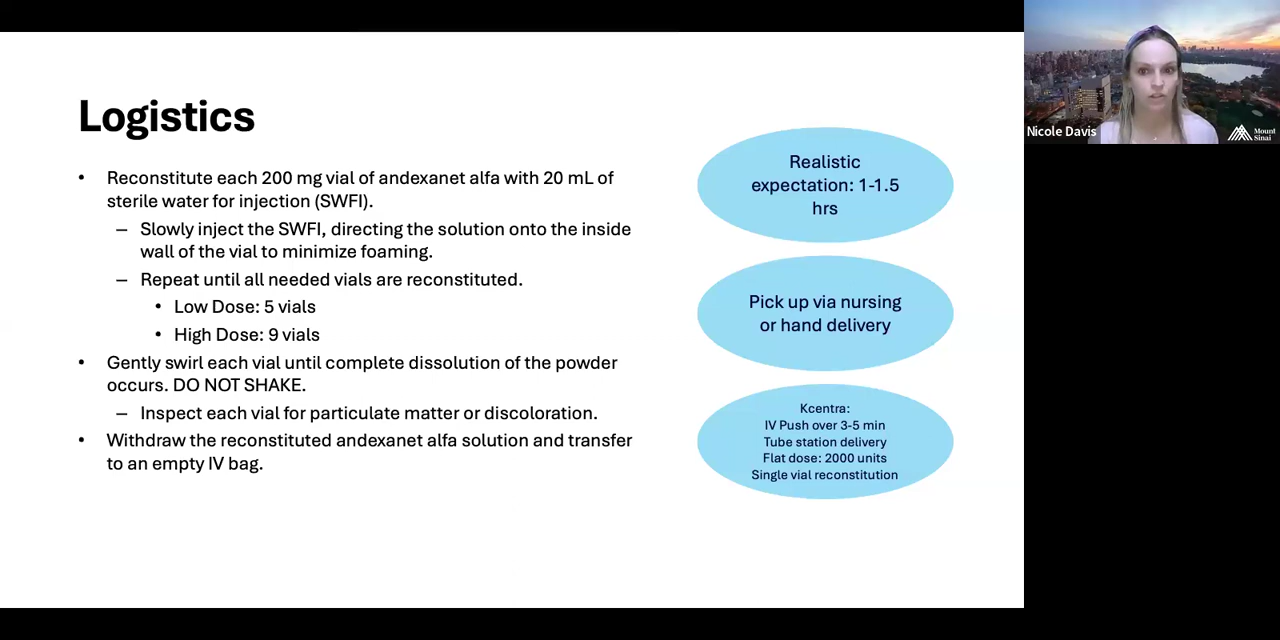 Logistics
• Reconstitute each 200 mg vial of andexanet alfa with 20 mL of
sterile water for injection (SWFI).
– Slowly inject the SWFI, directing the solution onto the inside
wall of the vial to minimize foaming.
– Repeat until all needed vials are reconstituted.
• Low Dose: 5 vials
• High Dose: 9 vials
• Gently swirl each vial until complete dissolution of the powder
occurs. DO NOT SHAKE.
– Inspect each vial for particulate matter or discoloration.
• Withdraw the reconstituted andexanet alfa solution and transfer
to an empty IV bag.
Realistic
expectation: 1-1.5
hrs
Pick up via nursing
or hand delivery
Kcentra:
IV Push over 3-5 min
Tube station delivery
Flat dose: 2000 units
Single vial reconstitution
Nicole Davis
Mount
Sinai